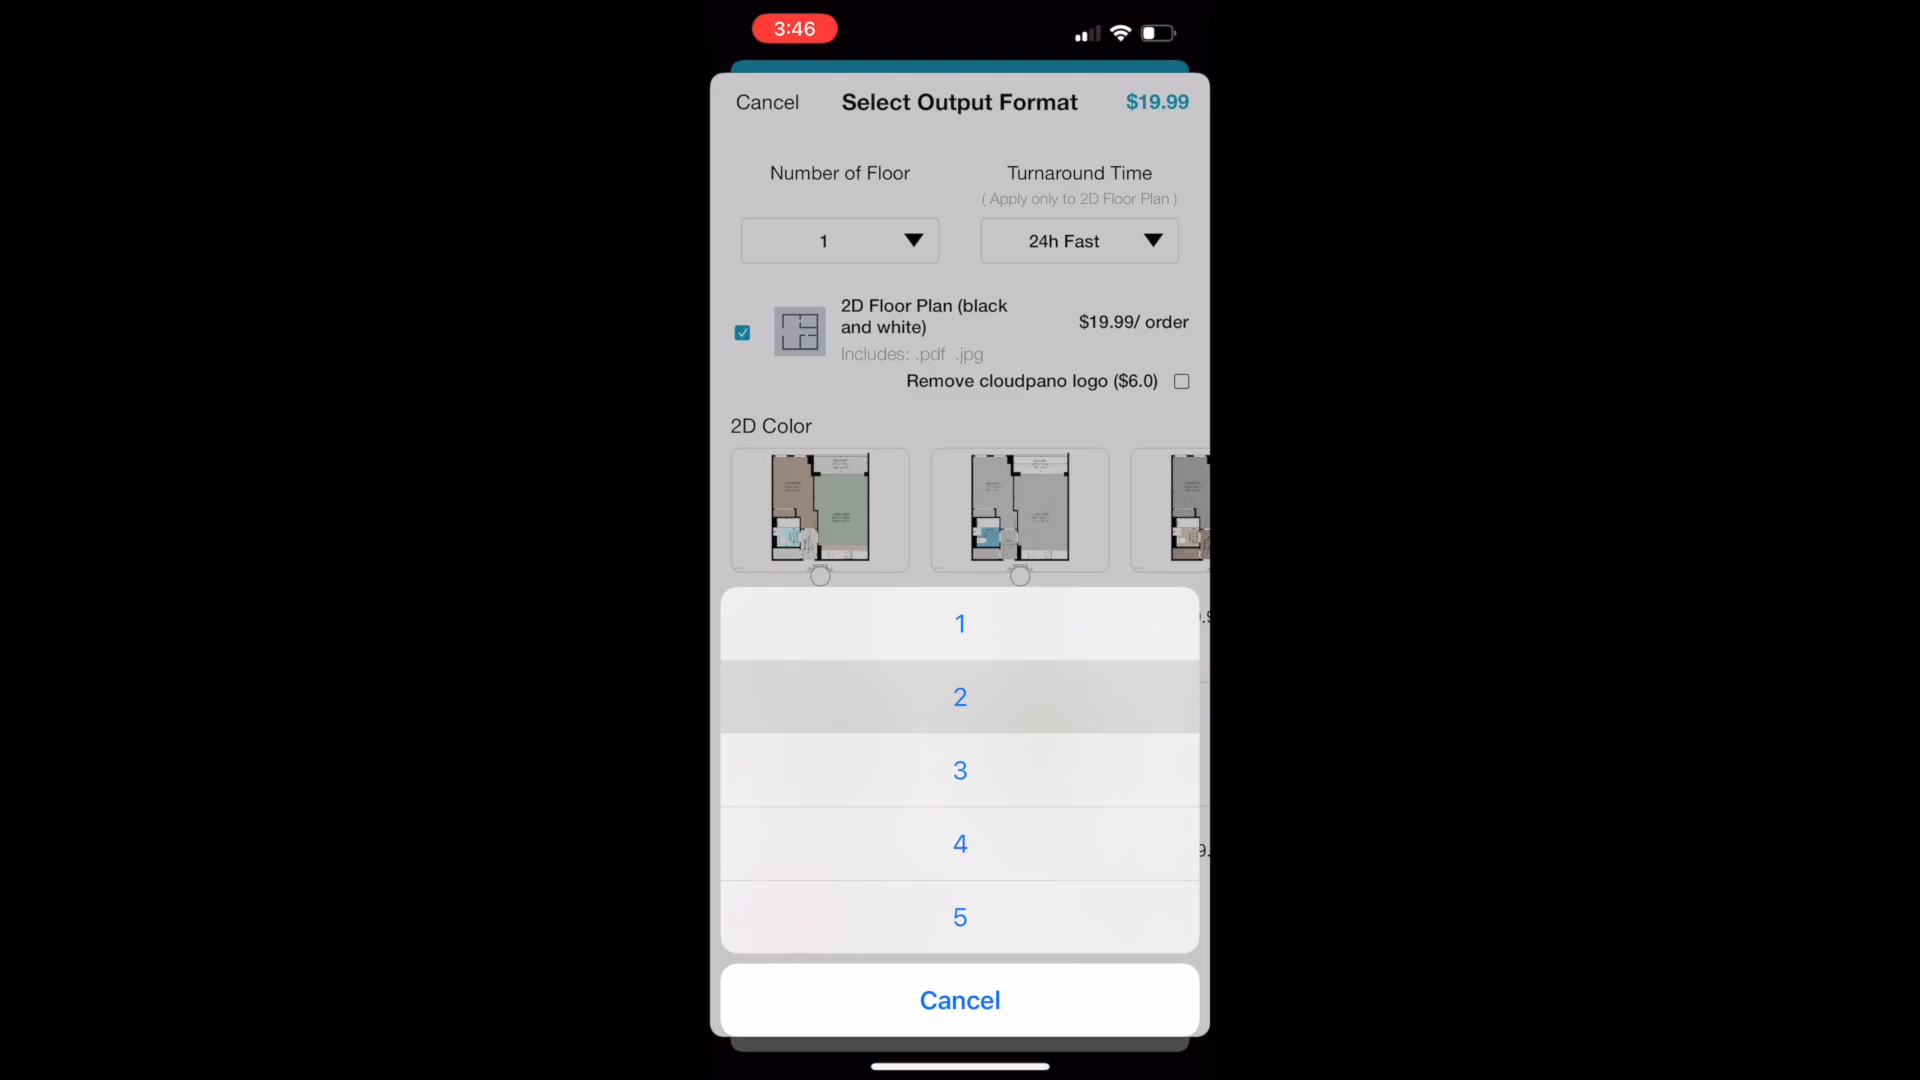 3:46
Cancel
Select Output Format
$19.99
Number of Floor
Turnaround Time
( Apply only to 2D Floor Plan )
1
24h Fast
2D Floor Plan (black
and white)
$19.99/ order
Includes: .pdf .jpg
Remove cloudpano logo ($6.0)
2D Color
1
2
3
4
5
Cancel